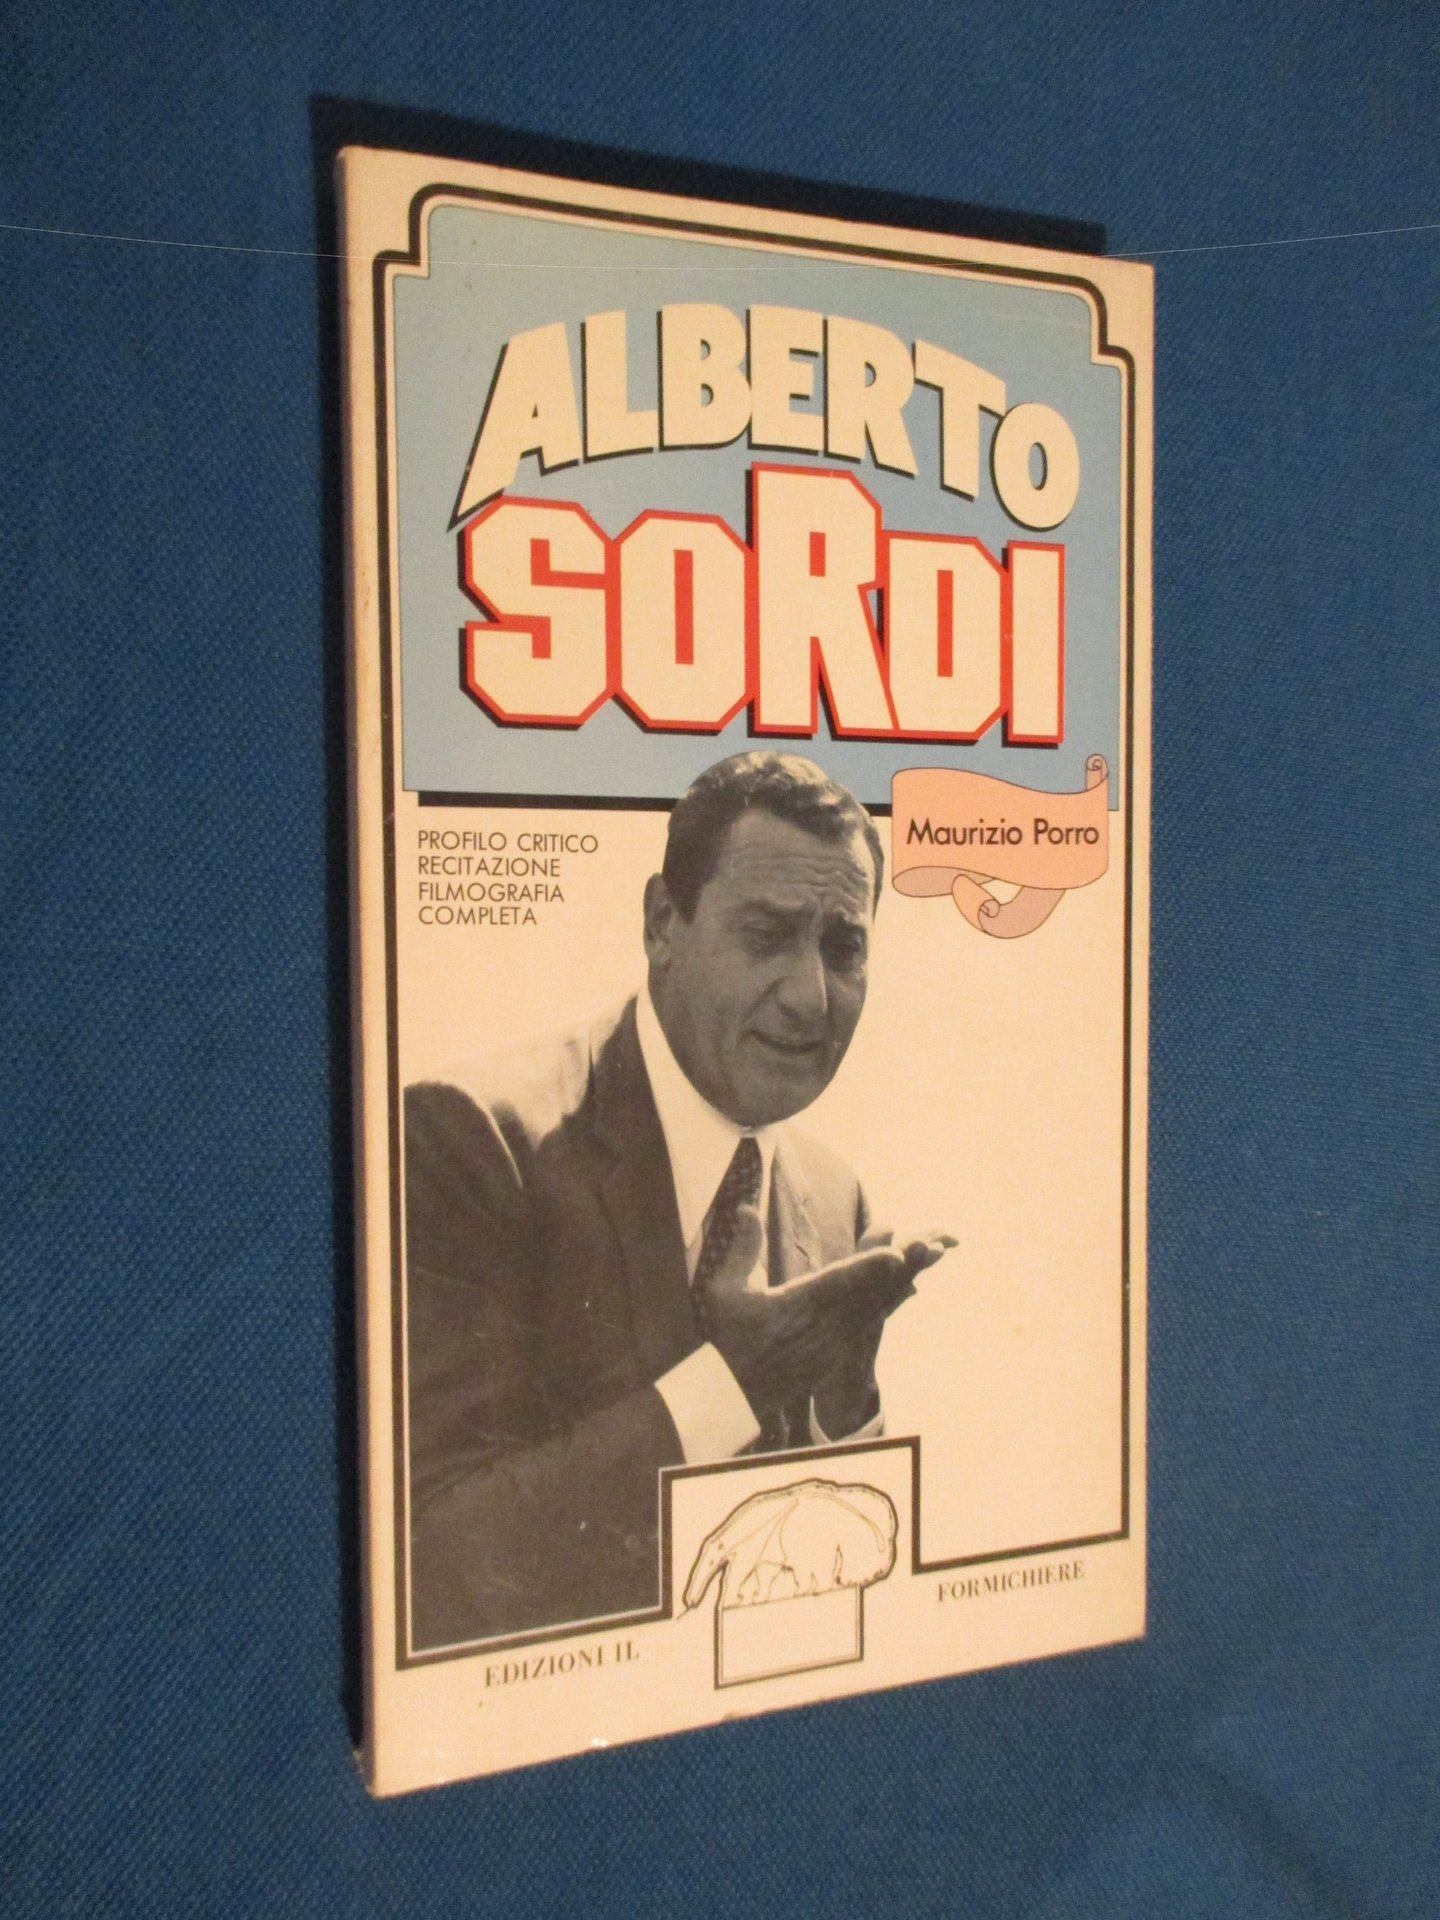 ALBERTO
SORDI
Maurizio Porro
PROFILO CRITICO
RECITAZIONE
FILMOGRAFIA
COMPLETA
EDIZIONI IL
FORMICHIERE